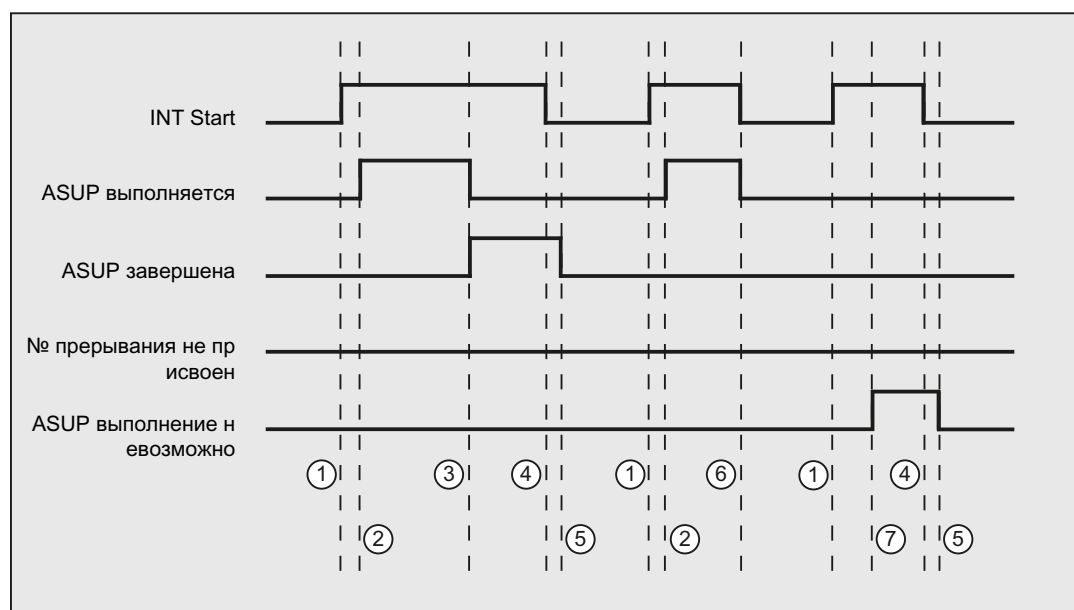 INT Start
ASUP выполняется
ASUP завершена
№ прерывания не пр
исвоен
ASUP выполнение н
евозможно
① ③ ④ ① ⑥ ① ④
② ⑤ ② ⑦ ⑤